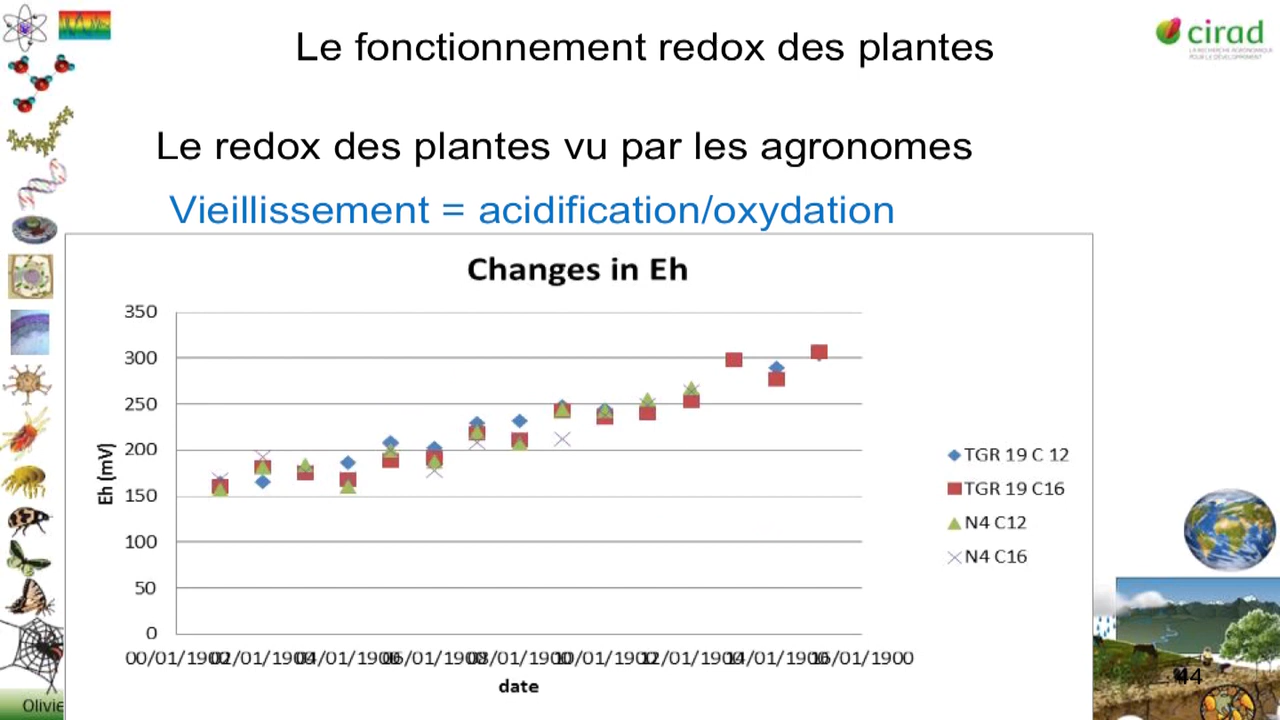 Le fonctionnement redox des plantes
cirad
LA RECHERCHE AGRONOMIQUE
POUR LE DÉVELOPPEMENT
Le redox des plantes vu par les agronomes
Vieillissement = acidification/oxydation
Changes in Eh
350
300
250
200
150
100
50
0
Eh (mV)
00/01/1900 02/01/1900 04/01/1900 06/01/1900 08/01/1900 10/01/1900 12/01/1900 14/01/1900 16/01/1900
date
TGR 19 C 12
TGR 19 C16
N4 C12
N4 C16
44
Olivie